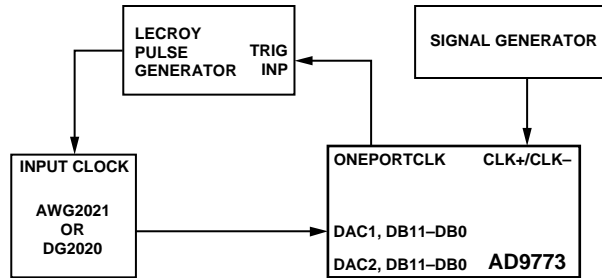 LECROY
PULSE
GENERATOR
TRIG
INP
SIGNAL GENERATOR
INPUT CLOCK
AWG2021
OR
DG2020
ONEPORTCLK
CLK+/CLK–
DAC1, DB11–DB0
DAC2, DB11–DB0
AD9773